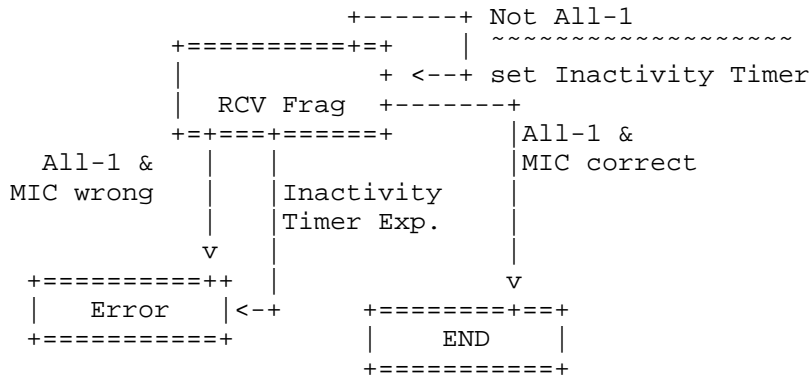 +------+ Not All-1
+==========+=+ | ~~~~~~~~~~~~~~~~~~~
| + <--+ set Inactivity Timer
| RCV Frag +-------+
+=+===+======+ |All-1 &
All-1 & | | |MIC correct
MIC wrong | |Inactivity |
| |Timer Exp. |
v | |
+==========++ | v
| Error |<-+ +========+==+
+===========+ | END |
+===========+